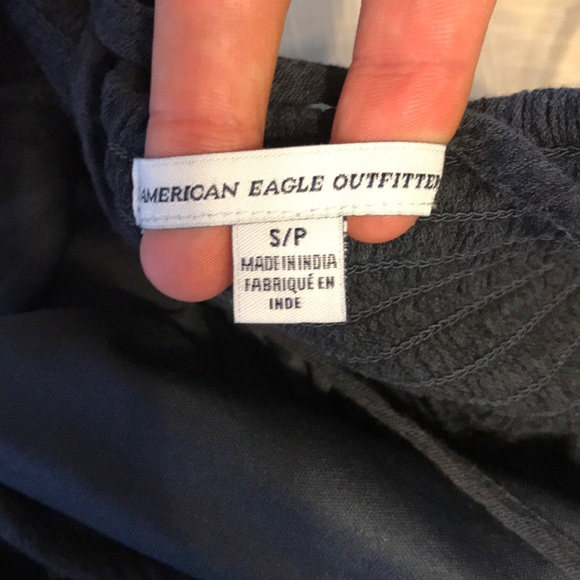 AMERICAN EAGLE OUTFITTE
S/P
MADE IN INDIA
FABRIQUÉ EN
INDE